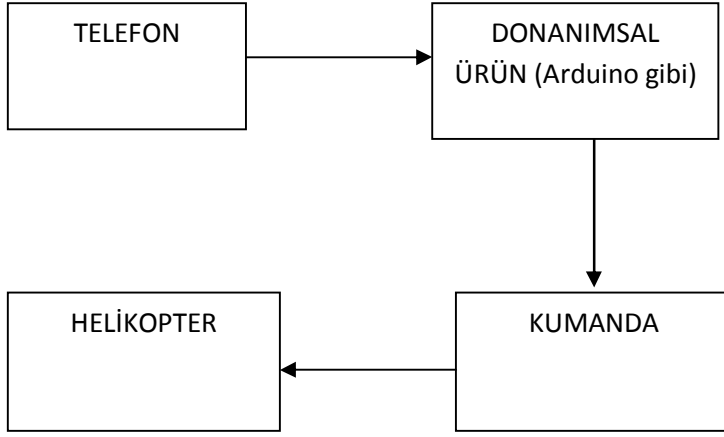 TELEFON
DONANIMSAL
ÜRÜN (Arduino gibi)
HELİKOPTER
KUMANDA